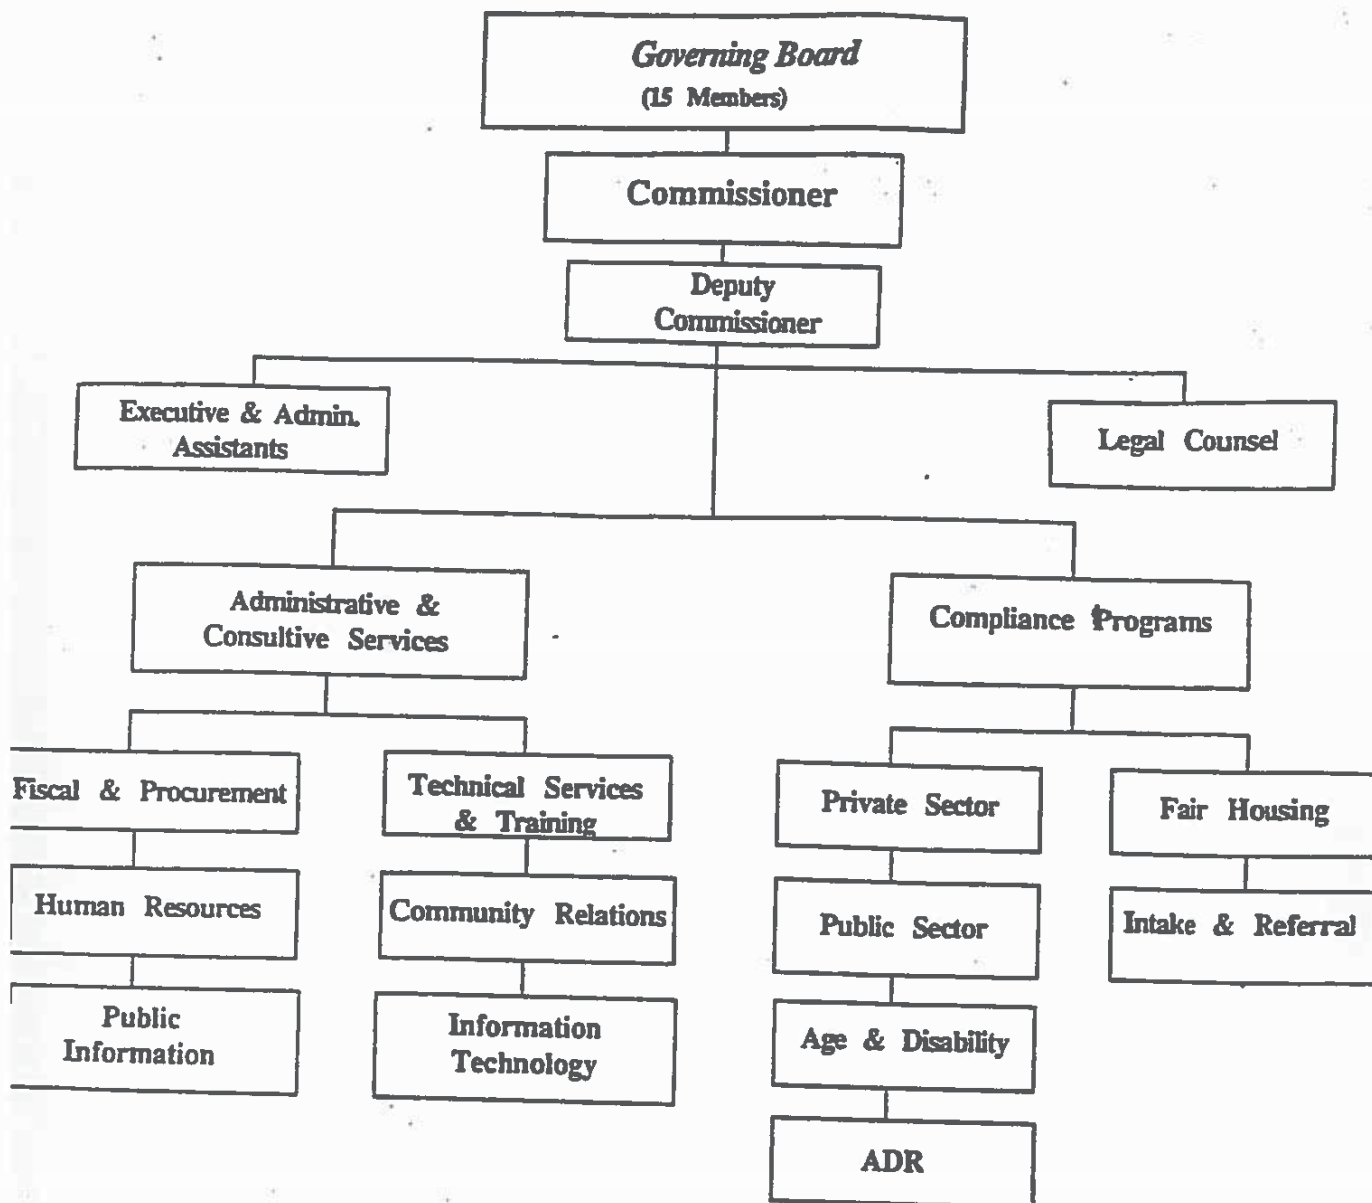 Governing Board
(15 Members)
Commissioner
Deputy
Commissioner
Executive & Admin.
Assistants
Legal Counsel
Administrative &
Consultive Services
Compliance Programs
Fiscal & Procurement
Technical Services
& Training
Private Sector
Fair Housing
Human Resources
Community Relations
Public Sector
Intake & Referral
Public
Information
Information
Technology
Age & Disability
ADR